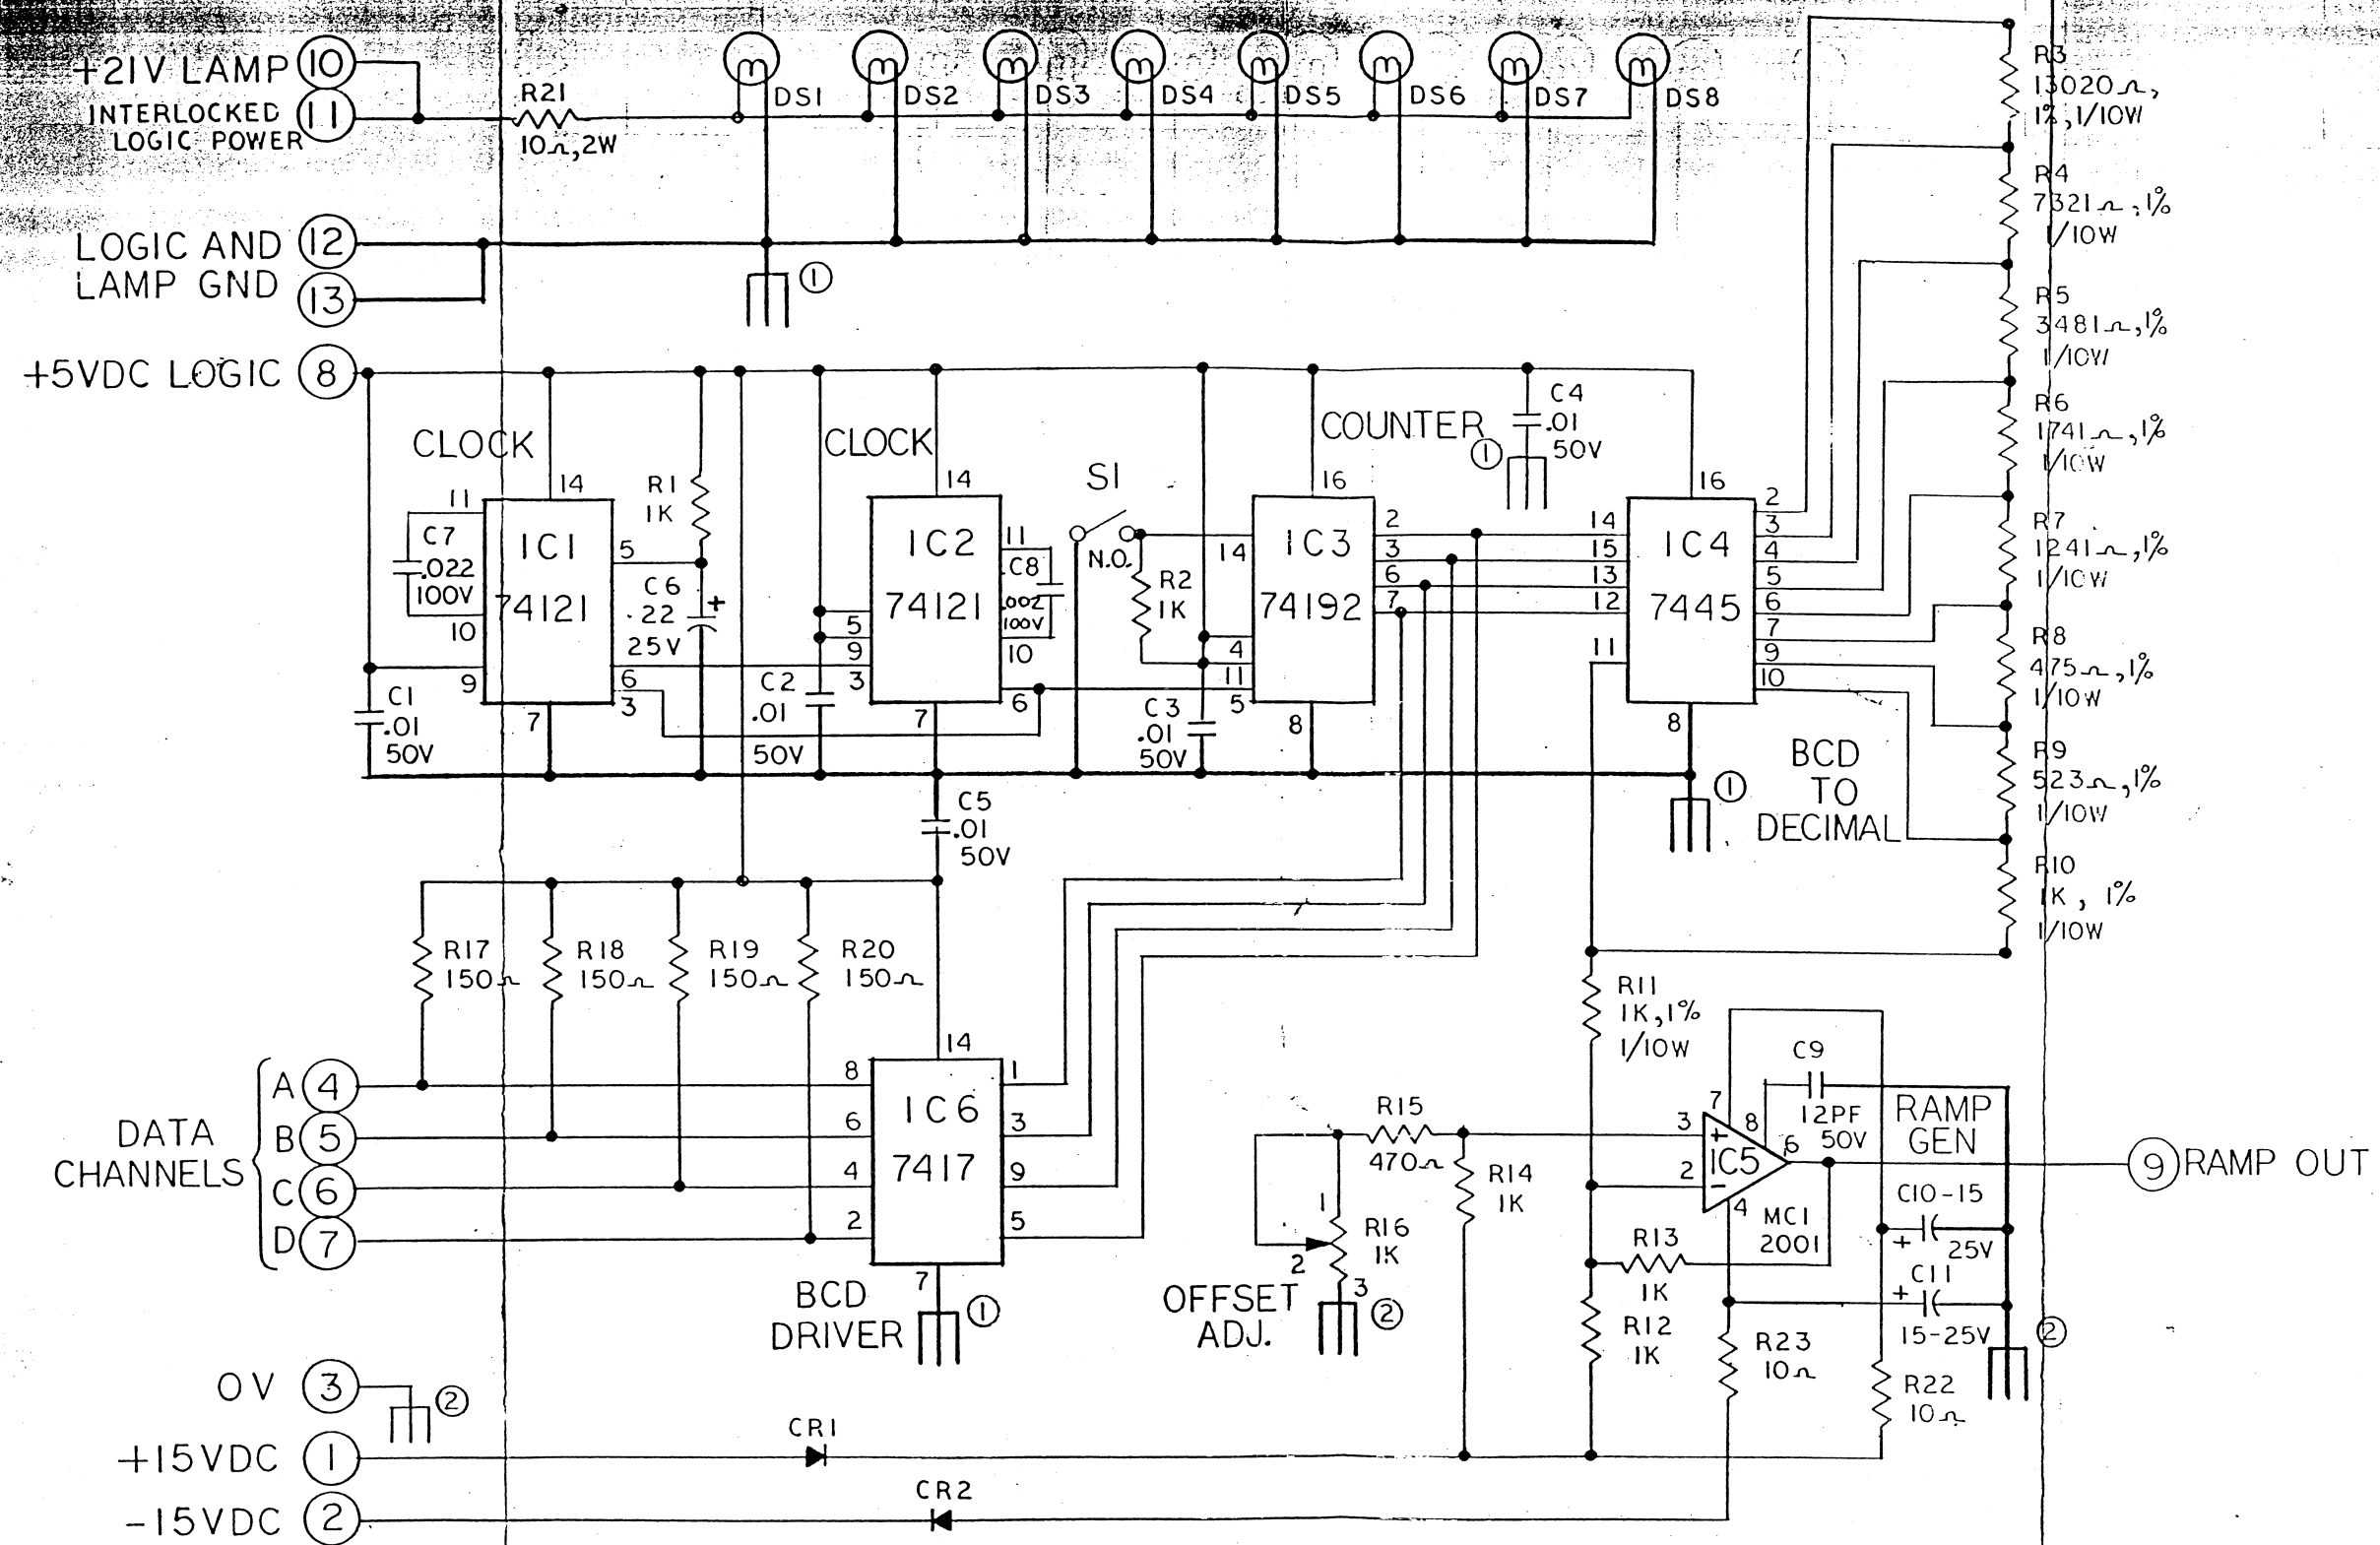 +21V LAMP 10
INTERLOCKED 11
LOGIC POWER
R21
10Ω,2W
DS1
DS2
DS3
DS4
DS5
DS6
DS7
DS8
LOGIC AND 12
LAMP GND 13
1
+5VDC LOGIC 8
CLOCK
11
14
C7
.022
100V
10
9
IC1
74121
5
6
3
7
R1
1K
C6
.22 +
25V
C1
.01
50V
CLOCK
14
IC2
74121
5
9
3
11
C8
.002
100V
10
6
7
C2
.01
50V
S1
N.O.
R2
1K
COUNTER
16
14
IC3
74192
4
11
5
2
3
6
7
8
C3
.01
50V
C4
.01
50V
1
16
14
15
13
12
11
IC4
7445
2
3
4
5
6
7
9
10
8
1
BCD
TO
DECIMAL
R3
13020Ω,
1%,1/10W
R4
7321Ω,1%
1/10W
R5
3481Ω,1%
1/10W
R6
1741Ω,1%
1/10W
R7
1241Ω,1%
1/10W
R8
475Ω,1%
1/10W
R9
523Ω,1%
1/10W
R10
1K, 1%
1/10W
C5
.01
50V
R17
150Ω
R18
150Ω
R19
150Ω
R20
150Ω
DATA
CHANNELS
A 4
B 5
C 6
D 7
14
8
6
4
2
IC6
7417
1
3
9
5
7
1
BCD
DRIVER
R11
1K,1%
1/10W
R15
470Ω
R14
1K
1
2
3
R16
1K
OFFSET
ADJ.
2
3
2
7
8
6
4
+
-
IC5
MC1
2001
C9
12PF
50V
RAMP
GEN
9 RAMP OUT
C10-15
+ 25V
C11
+
15-25V
2
R13
1K
R12
1K
R23
10Ω
R22
10Ω
0V 3
2
+15VDC 1
CR1
-15VDC 2
CR2